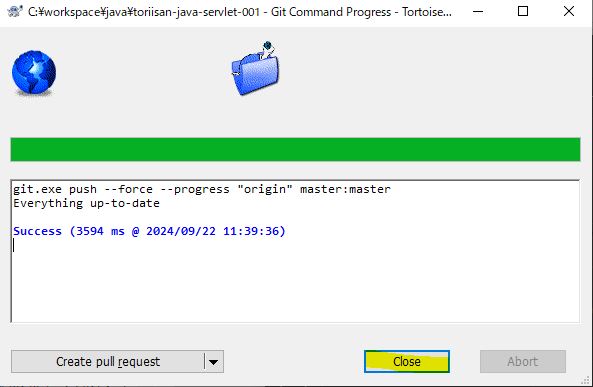 C:¥workspace¥java¥toriisan-java-servlet-001 - Git Command Progress - Tortoise...
git.exe push --force --progress "origin" master:master
Everything up-to-date
Success (3594 ms @ 2024/09/22 11:39:36)
Create pull request
Close
Abort